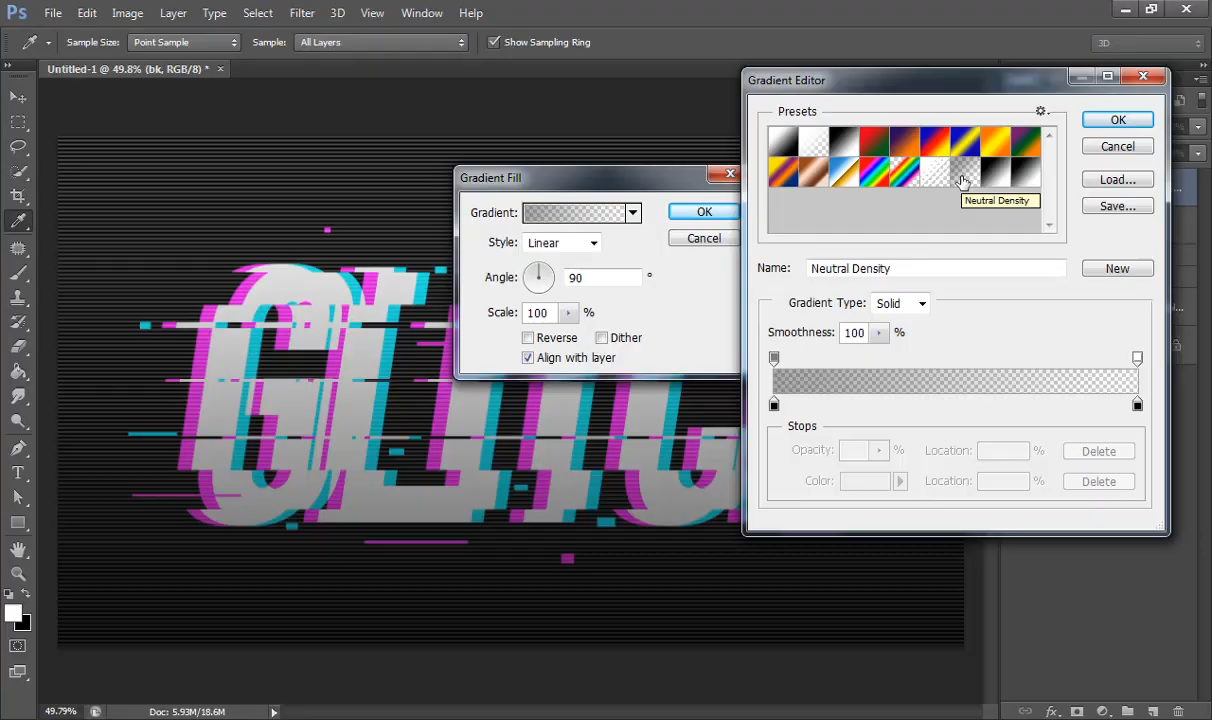 Ps File Edit Image Layer Type Select Filter 3D View Window Help
Sample Size: Point Sample Sample: All Layers Show Sampling Ring 3D
Untitled-1 @ 49.8% (bk, RGB/8) * ×
Gradient Editor
Presets
OK
Cancel
Load...
Save...
Neutral Density
Name: Neutral Density New
Gradient Type: Solid
Smoothness: 100 %
Stops
Opacity: % Location: % Delete
Color: Location: % Delete
Gradient Fill
Gradient: OK
Style: Linear Cancel
Angle: 90 °
Scale: 100 %
Reverse Dither
Align with layer
49.79% Doc: 5.93M/18.6M